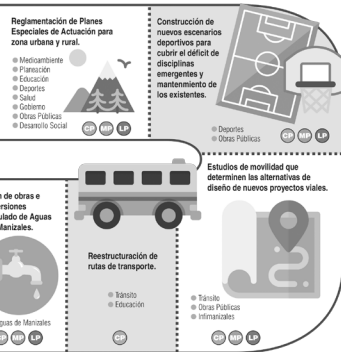 Reglamentación de Planes
Especiales de Actuación para
zona urbana y rural.
Medioambiente
Planeación
Educación
Deportes
Salud
Gobierno
Obras Públicas
Desarrollo Social
CP MP LP
Construcción de
nuevos escenarios
deportivos para
cubrir el déficit de
disciplinas
emergentes y
mantenmiento de
los existentes.
Deportes
Obras Públicas
CP MP LP
n de obras e
ersiones
ulado de Aguas
Manizales.
guas de Manizales
CP MP LP
Reestructuración de
rutas de transporte.
Tránsito
Educación
CP
Estudios de movilidad que
determinen las alternativas de
diseño de nuevos proyectos viales.
Tránsito
Obras Públicas
Infimanizales
CP MP LP